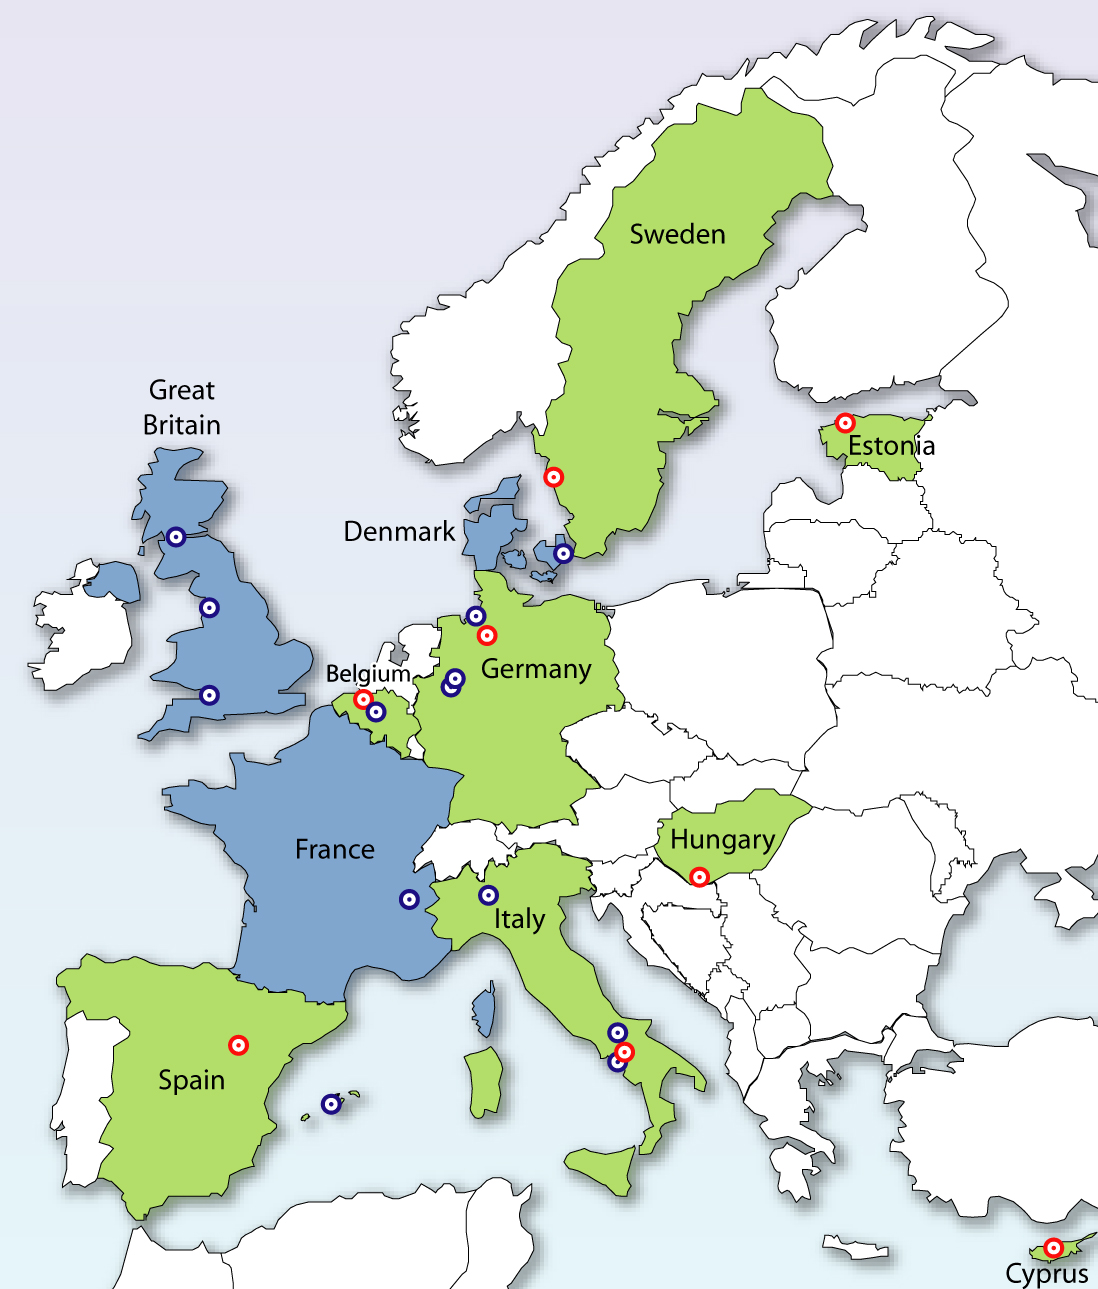 Sweden
Great
Britain
Estonia
Denmark
Belgium
Germany
Hungary
France
Italy
Spain
Cyprus